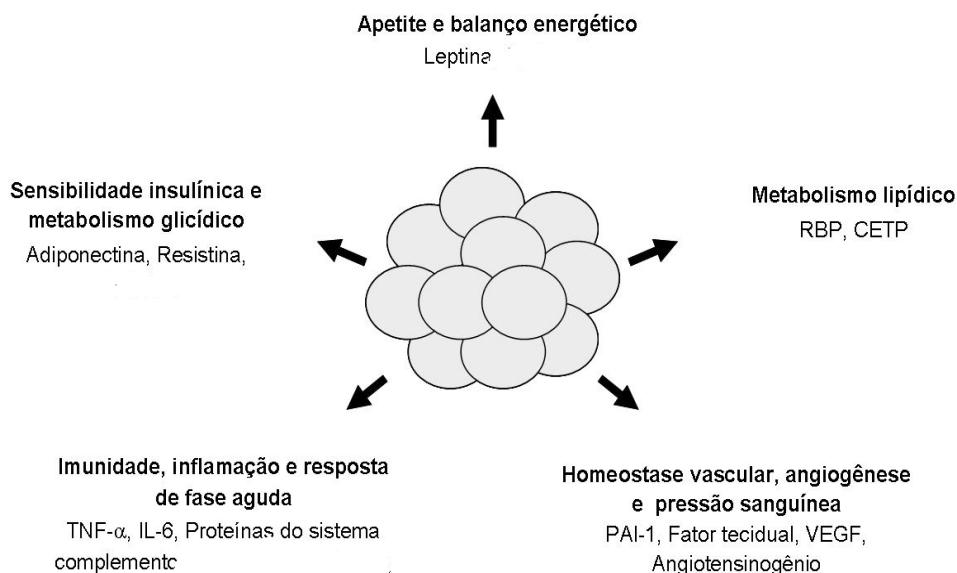 Apetite e balanço energético
Leptina
Sensibilidade insulínica e
metabolismo glicídico
Adiponectina, Resistina,
Metabolismo lipídico
RBP, CETP
Imunidade, inflamação e resposta
de fase aguda
TNF-α, IL-6, Proteínas do sistema
complemento
Homeostase vascular, angiogênese
e pressão sanguínea
PAI-1, Fator tecidual, VEGF,
Angiotensinogênio